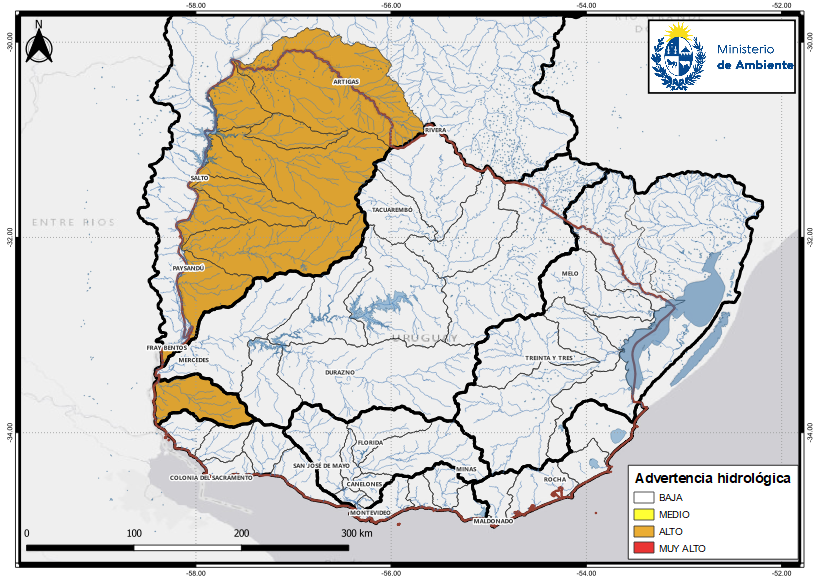 -58.00
-56.00
-54.00
-52.00
N
Ministerio
de Ambiente
-30.00
-30.00
ARTIGAS
RIVERA
SALTO
TACUAREMBÓ
ENTRE RIOS
-32.00
-32.00
PAYSANDÚ
MELO
URUGUAY
FRAY BENTOS
MERCEDES
TREINTA Y TRES
DURAZNO
-34.00
-34.00
FLORIDA
SAN JOSÉ DE MAYO
MINAS
COLONIA DEL SACRAMENTO
CANELONES
ROCHA
MONTEVIDEO
MALDONADO
Advertencia hidrológica
BAJA
MEDIO
ALTO
MUY ALTO
0 100 200 300 km
-58.00
-56.00
-54.00
-52.00